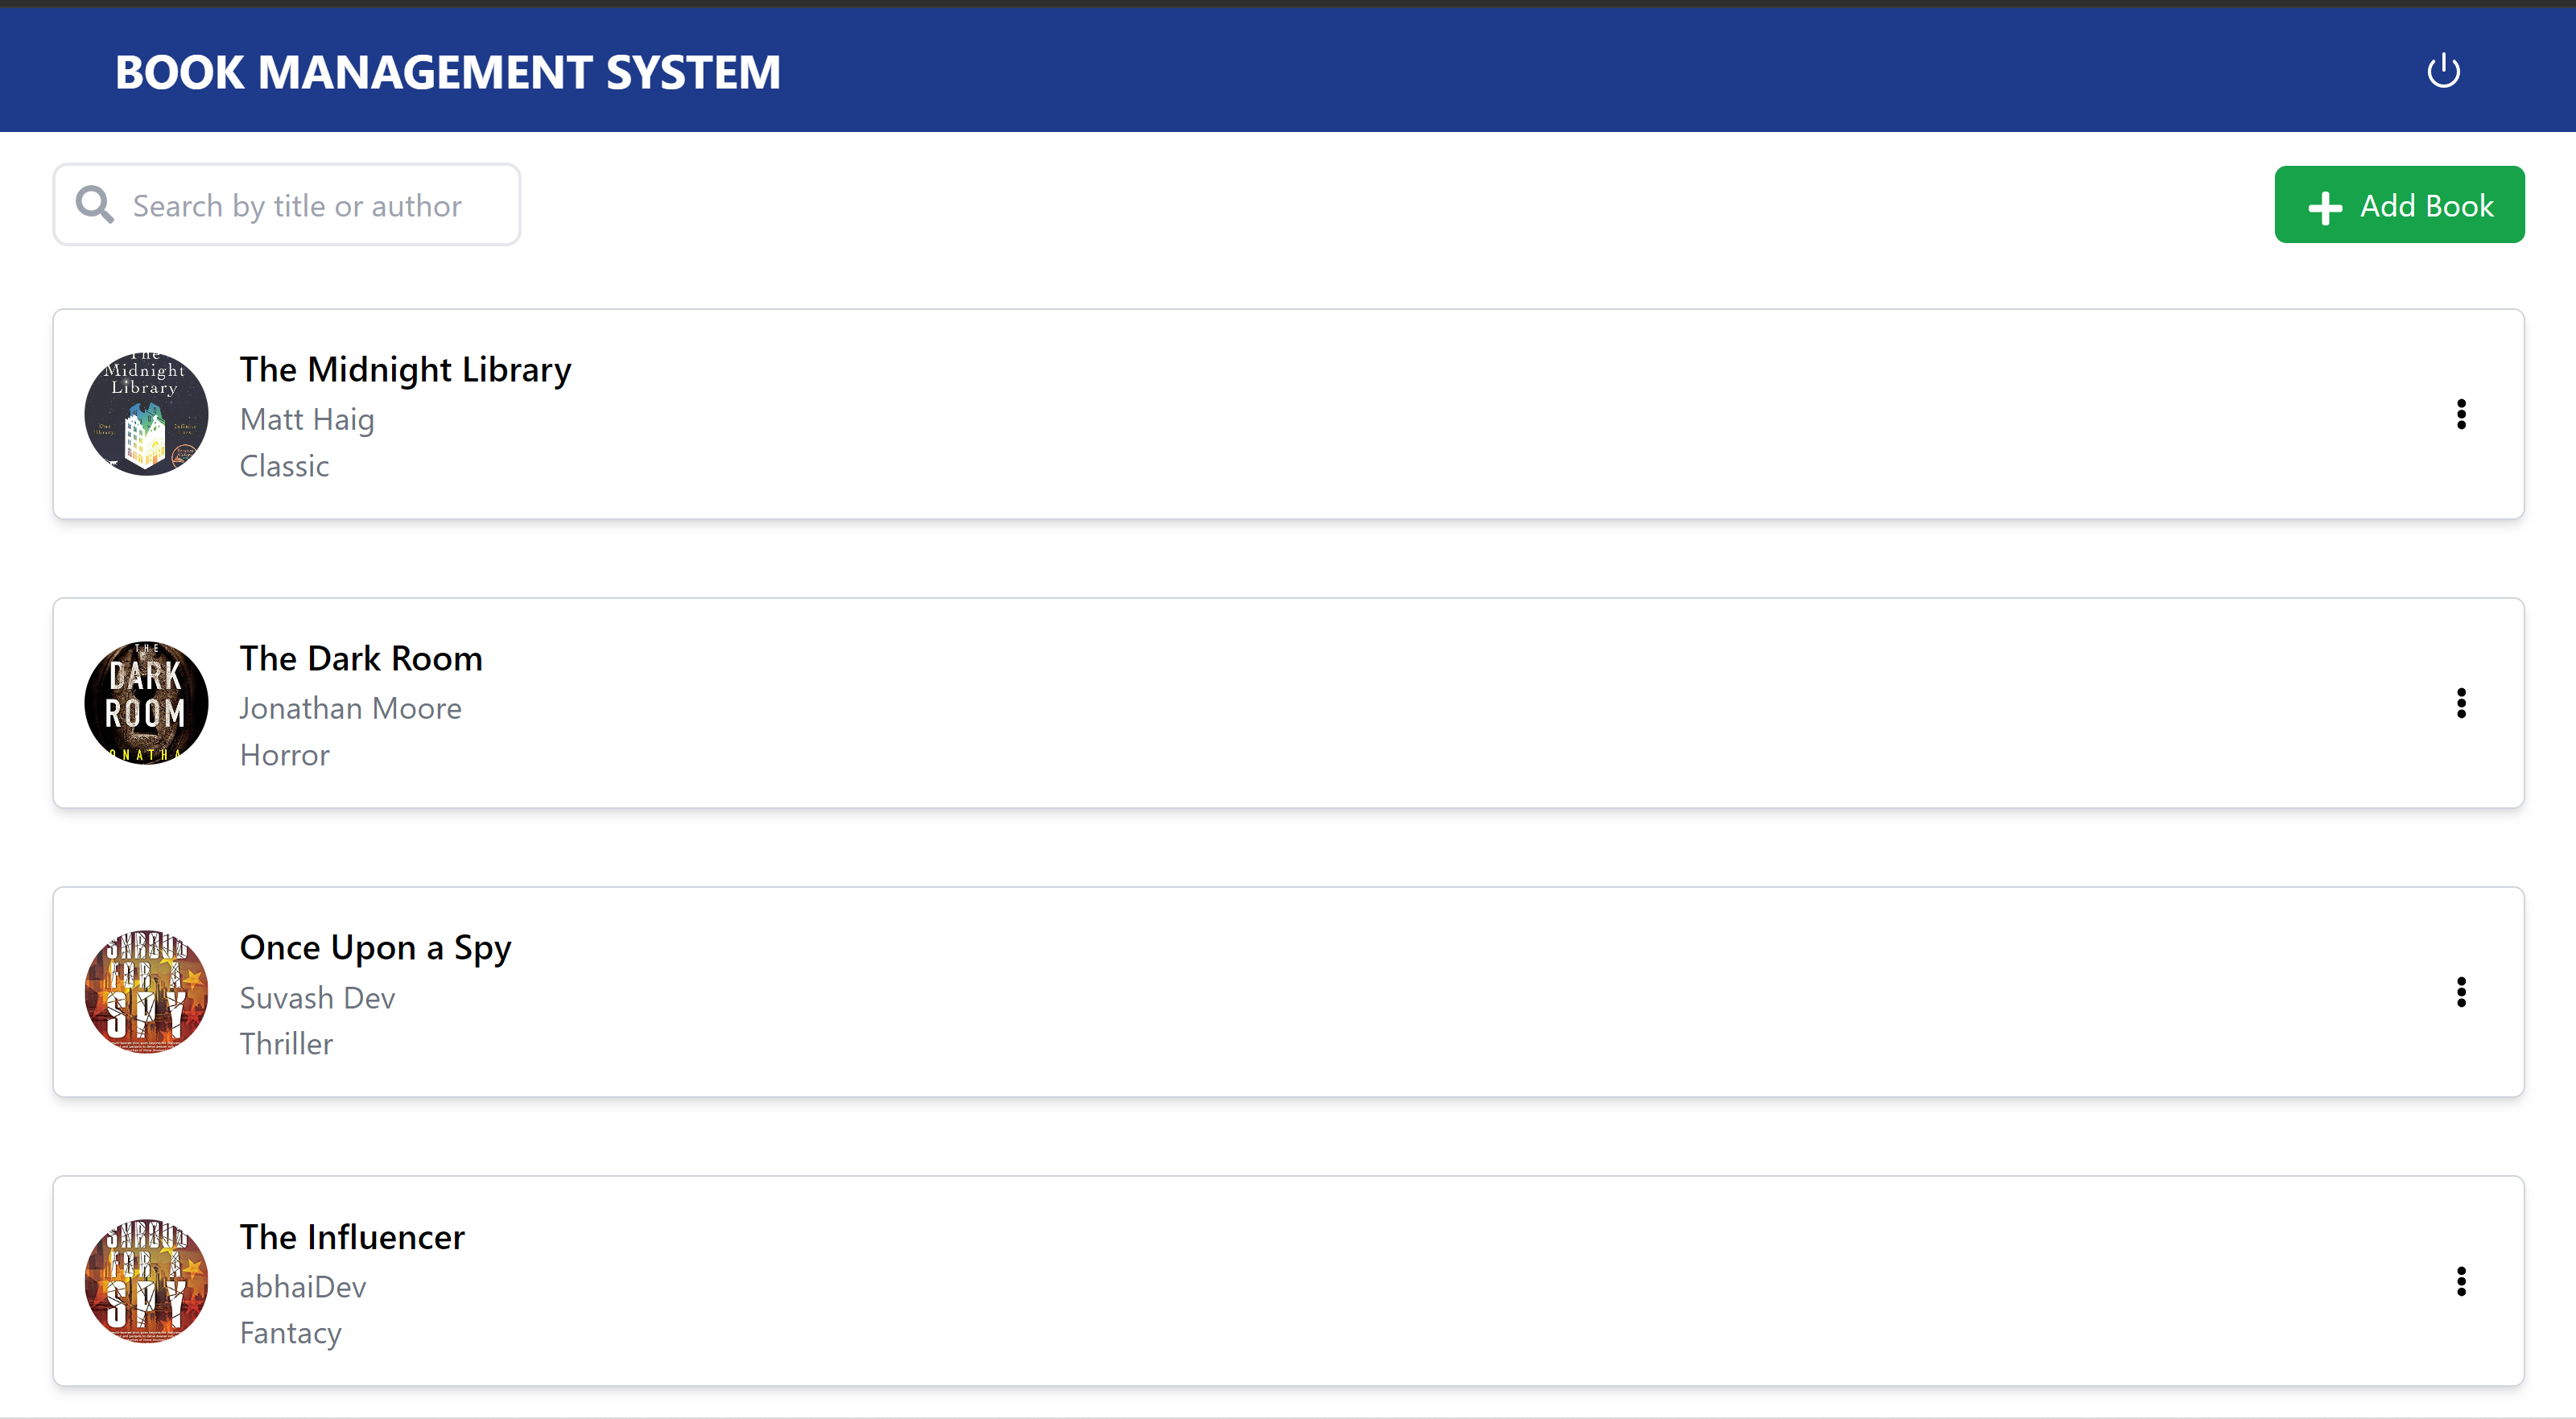 BOOK MANAGEMENT SYSTEM
Search by title or author
Add Book
The
Midnight
Library
The Midnight Library
Matt Haig
Classic
THE
DARK
ROOM
ONATHA
The Dark Room
Jonathan Moore
Horror
FOR A
SPY
Once Upon a Spy
Suvash Dev
Thriller
FOR A
SPY
The Influencer
abhaiDev
Fantacy